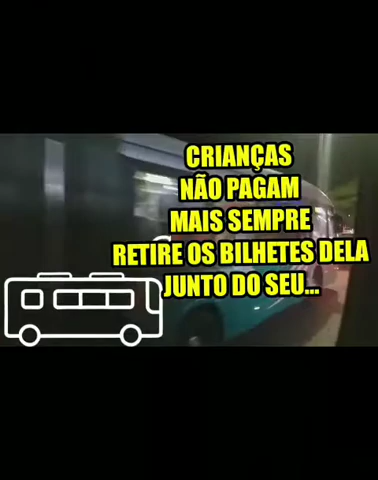 CRIANÇAS
NÃO PAGAM
MAIS SEMPRE
RETIRE OS BILHETES DELA
JUNTO DO SEU...